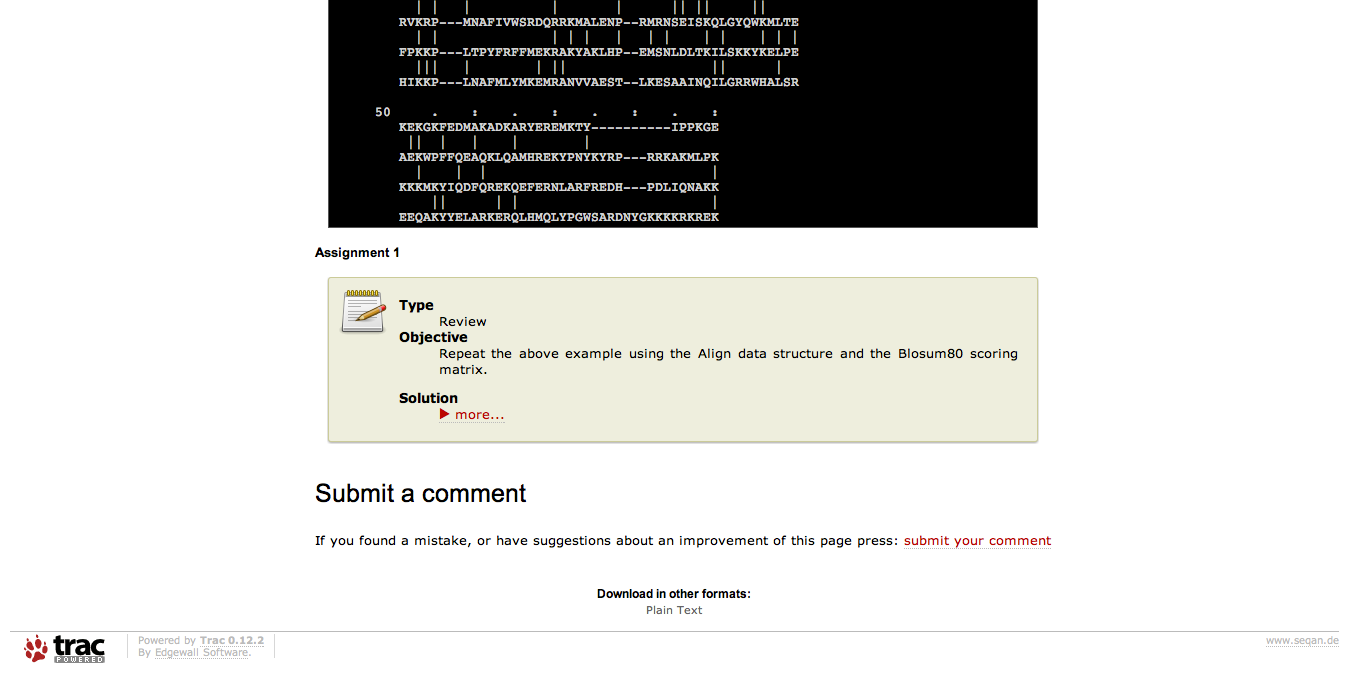 RVKRP---MNAFIVWSRDQRRKMALENP--RMRNSEISKQLGYQWKMLTE
FPKKP---LTPYFRFFMEKRAKYAKLHP--EMSNLDLTKILSKKYKELPE
HIKKP---LNAFMLYMKEMRANVVAEST--LKESAAINQILGRRWHALSR
50 . : . : . : . :
KEKGKFEDMAKADKARYEREMKTY----------IPPKGE
AEKWPFFQEAQKLQAMHREKYPNYKYRP---RRKAKMLPK
KKKMKYIQDFQREKQEFERNLARFREDH---PDLIQNAKK
EEQAKYYELARKERQLHMQLYPGWSARDNYGKKKKRKREK
Assignment 1
Type
Review
Objective
Repeat the above example using the Align data structure and the Blosum80 scoring
matrix.
Solution
▶ more...
Submit a comment
If you found a mistake, or have suggestions about an improvement of this page press: submit your comment
Download in other formats:
Plain Text
trac
POWERED
Powered by Trac 0.12.2
By Edgewall Software.
www.seqan.de